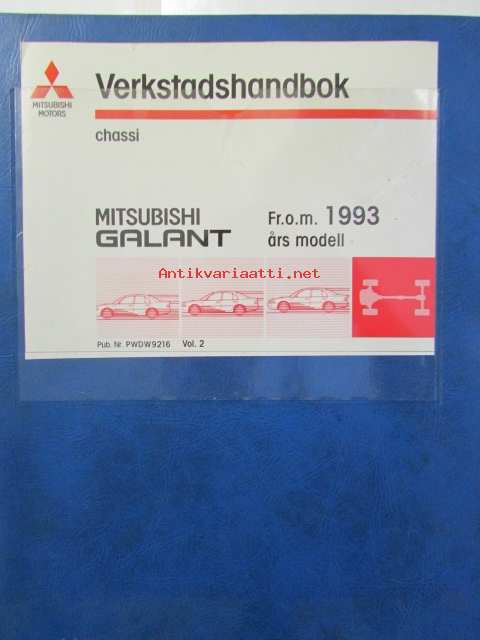 MITSUBISHI
MOTORS
Verkstadshandbok
chassi
MITSUBISHI
GALANT
Fr.o.m. 1993
års modell
Antikvariaatti.net
Pub. Nr. PWDW9216 Vol. 2